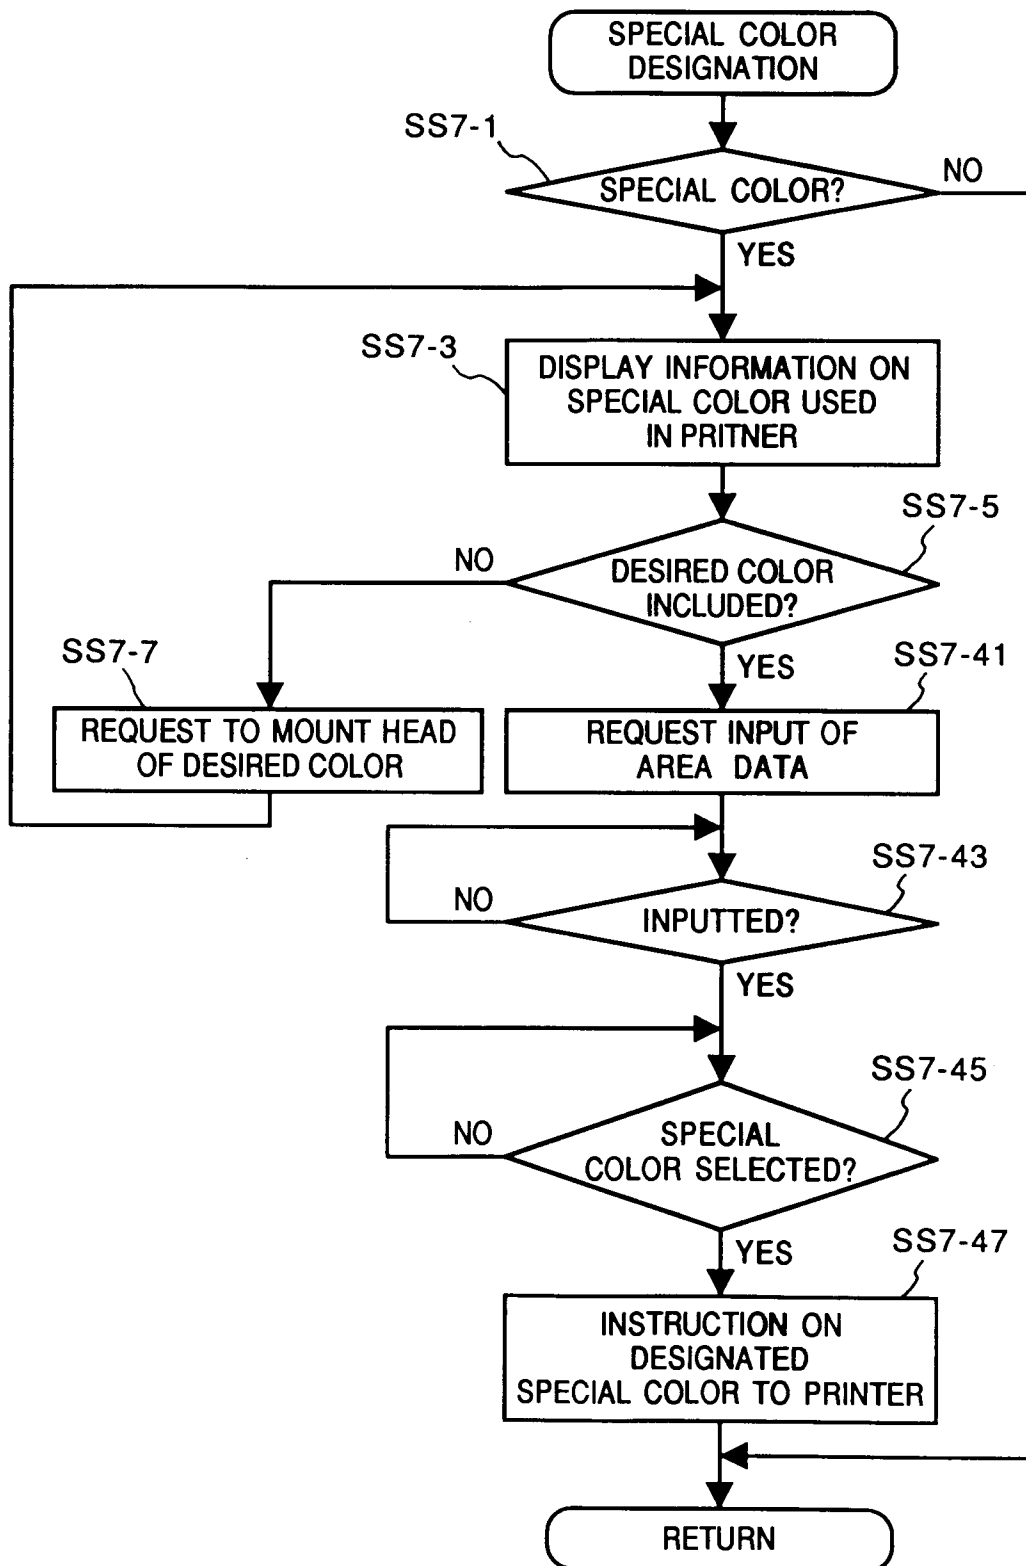 SPECIAL COLOR
DESIGNATION
SS7-1
SPECIAL COLOR?
NO
YES
SS7-3
DISPLAY INFORMATION ON
SPECIAL COLOR USED
IN PRITNER
SS7-5
NO
DESIRED COLOR
INCLUDED?
YES
SS7-7
SS7-41
REQUEST TO MOUNT HEAD
OF DESIRED COLOR
REQUEST INPUT OF
AREA DATA
SS7-43
NO
INPUTTED?
YES
SS7-45
NO
SPECIAL
COLOR SELECTED?
YES
SS7-47
INSTRUCTION ON
DESIGNATED
SPECIAL COLOR TO PRINTER
RETURN